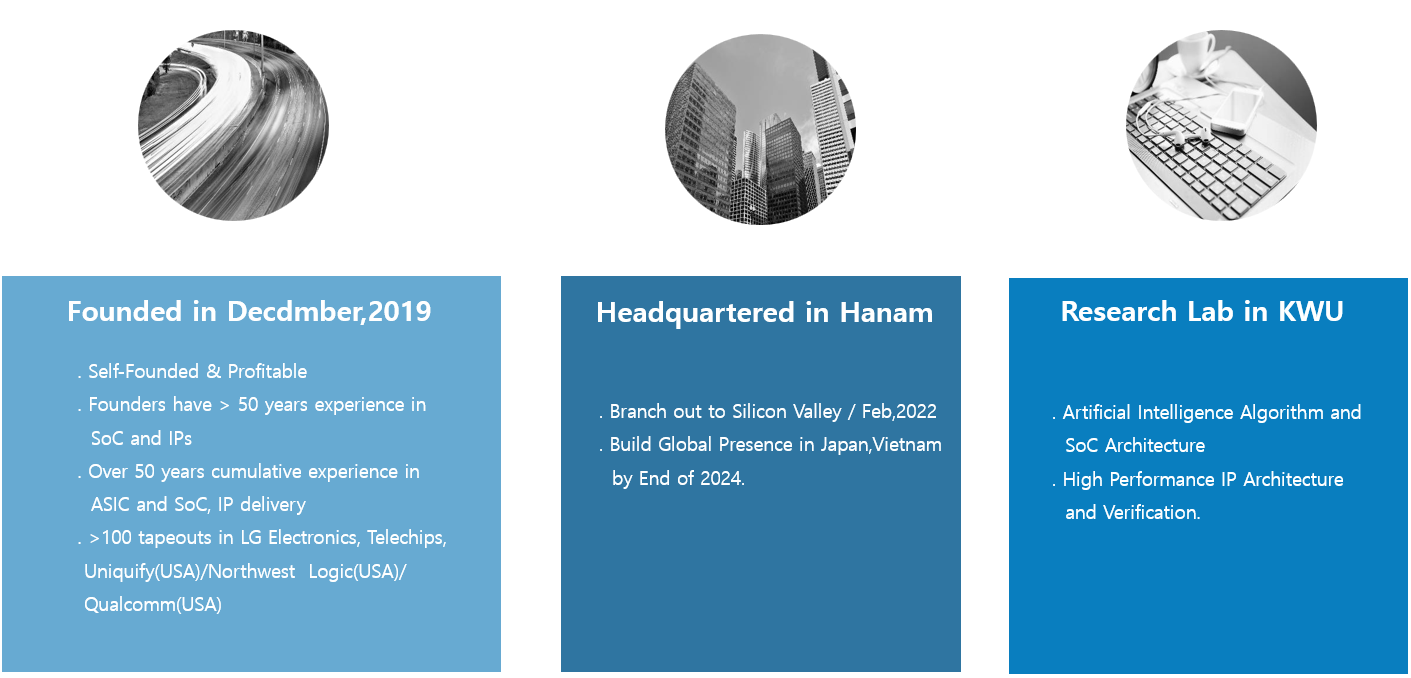 Founded in Decdmber,2019
. Self-Founded & Profitable
. Founders have > 50 years experience in
SoC and IPs
. Over 50 years cumulative experience in
ASIC and SoC, IP delivery
. >100 tapeouts in LG Electronics, Telechips,
Uniquify(USA)/Northwest Logic(USA)/
Qualcomm(USA)
Headquartered in Hanam
. Branch out to Silicon Valley / Feb,2022
. Build Global Presence in Japan,Vietnam
by End of 2024.
Research Lab in KWU
. Artificial Intelligence Algorithm and
SoC Architecture
. High Performance IP Architecture
and Verification.